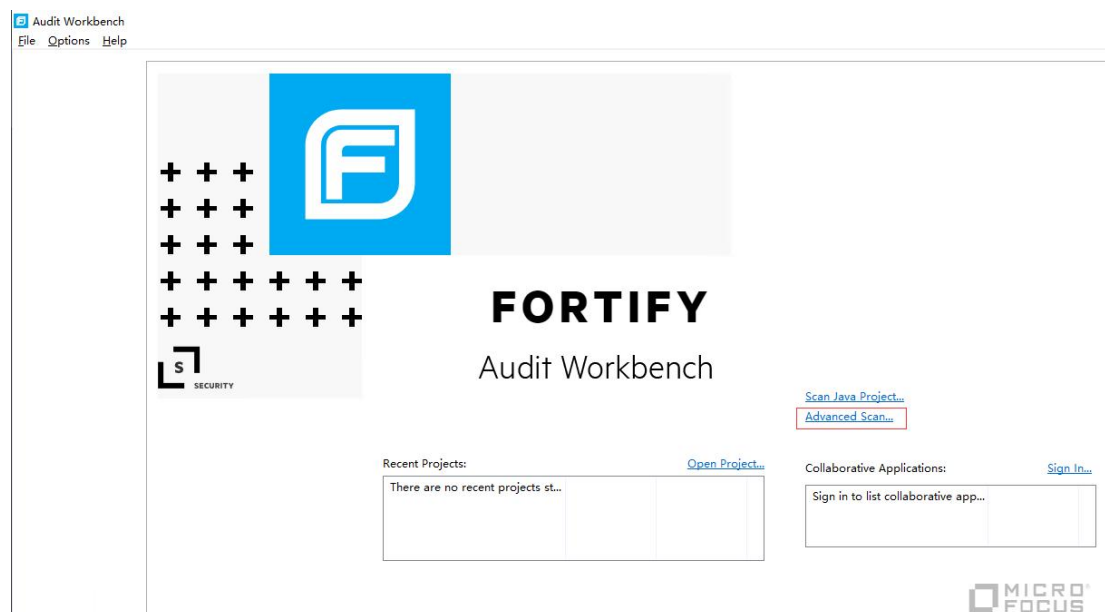 Audit Workbench
File Options Help
FORTIFY
Audit Workbench
S
SECURITY
Scan Java Project...
Advanced Scan...
Recent Projects:
Open Project...
Collaborative Applications:
Sign In...
There are no recent projects st...
Sign in to list collaborative app...
MICRO
FOCUS